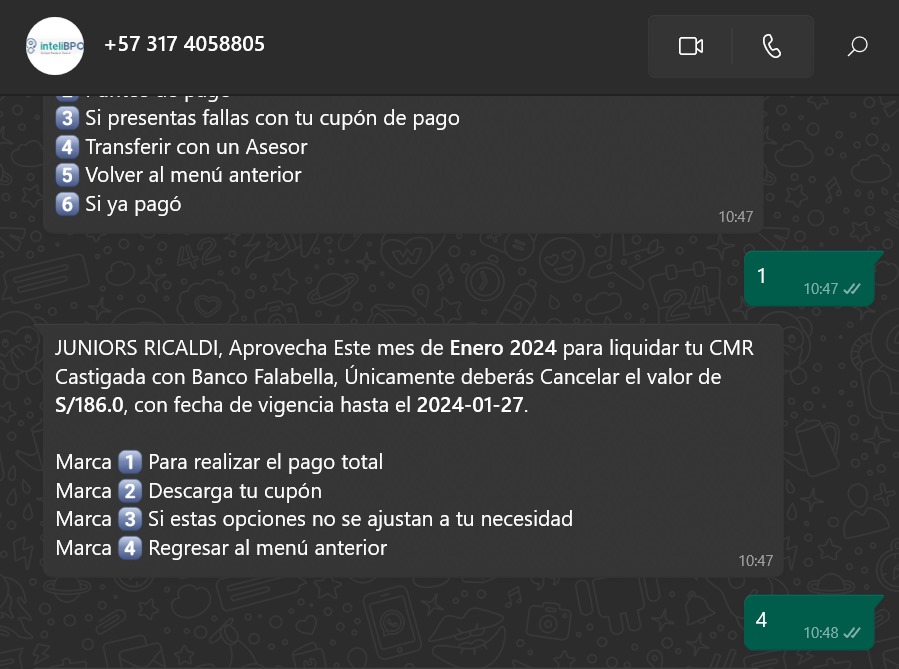 inteliBPO
+57 317 4058805
3 Si presentas fallas con tu cupón de pago
4 Transferir con un Asesor
5 Volver al menú anterior
6 Si ya pagó
10:47
1
10:47
JUNIORS RICALDI, Aprovecha Este mes de Enero 2024 para liquidar tu CMR
Castigada con Banco Falabella, Únicamente deberás Cancelar el valor de
S/186.0, con fecha de vigencia hasta el 2024-01-27.
Marca 1 Para realizar el pago total
Marca 2 Descarga tu cupón
Marca 3 Si estas opciones no se ajustan a tu necesidad
Marca 4 Regresar al menú anterior
10:47
4
10:48